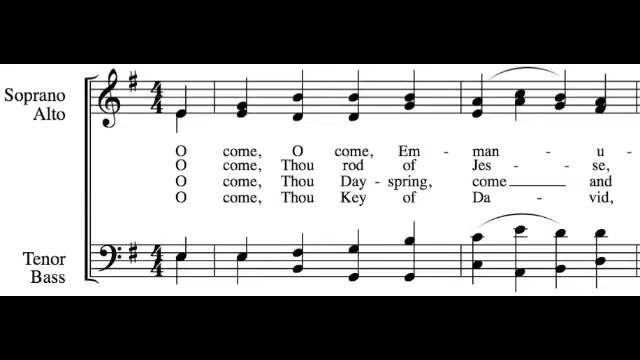 Soprano
Alto
O come, O come, Em - man - u -
O come, Thou rod of Jes - - se,
O come, Thou Day - spring, come and
O come, Thou Key of Da - - vid,
Tenor
Bass